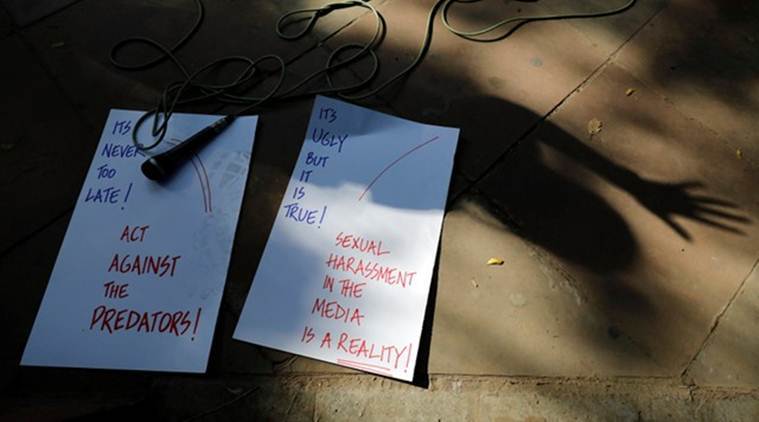 ITS
NEVER
TOO
LATE!
ACT
AGAINST
THE
PREDATORS!
ITS
UGLY
BUT
IT
IS
TRUE!
SEXUAL
HARASSMENT
IN THE
MEDIA
IS A REALITY!